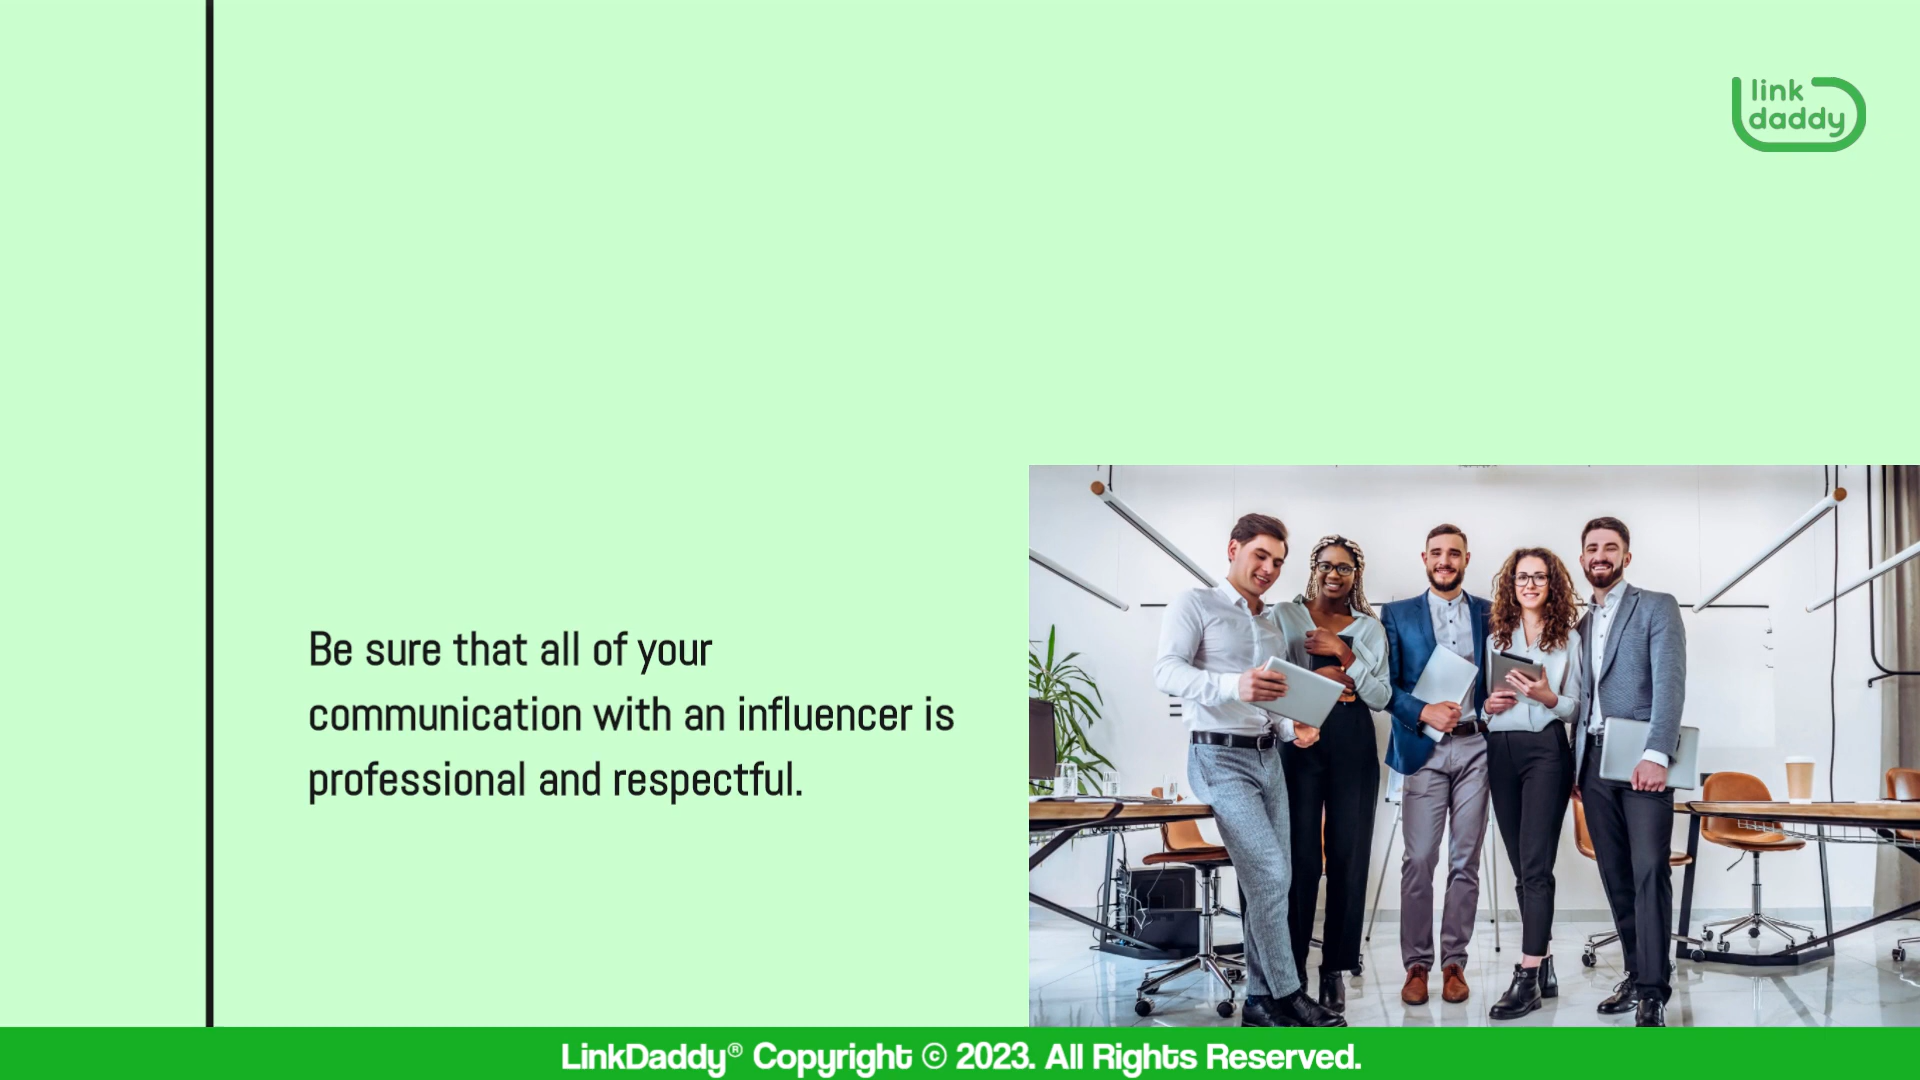 link
daddy
Be sure that all of your
communication with an influencer is
professional and respectful.
LinkDaddy® Copyright © 2023. All Rights Reserved.